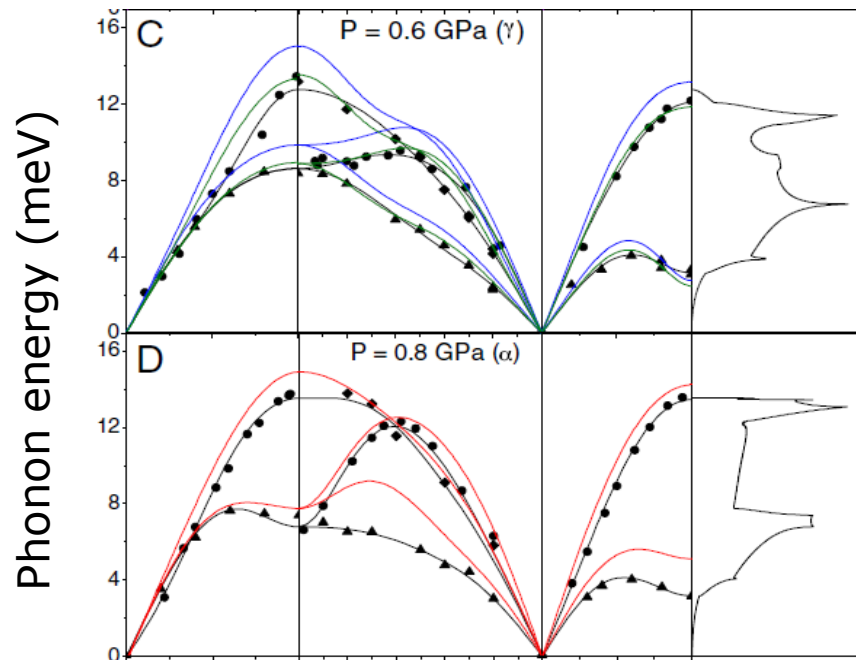 16
C
P = 0.6 GPa (γ)
12
8
4
0
16
D
P = 0.8 GPa (α)
12
8
4
0
Phonon energy (meV)